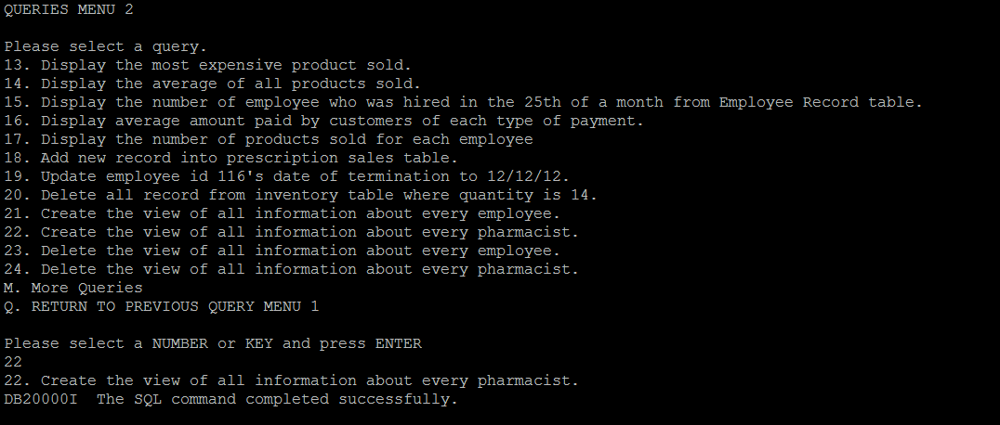 QUERIES MENU 2
Please select a query.
13. Display the most expensive product sold.
14. Display the average of all products sold.
15. Display the number of employee who was hired in the 25th of a month from Employee Record table.
16. Display average amount paid by customers of each type of payment.
17. Display the number of products sold for each employee
18. Add new record into prescription sales table.
19. Update employee id 116's date of termination to 12/12/12.
20. Delete all record from inventory table where quantity is 14.
21. Create the view of all information about every employee.
22. Create the view of all information about every pharmacist.
23. Delete the view of all information about every employee.
24. Delete the view of all information about every pharmacist.
M. More Queries
Q. RETURN TO PREVIOUS QUERY MENU 1
Please select a NUMBER or KEY and press ENTER
22
22. Create the view of all information about every pharmacist.
DB20000I  The SQL command completed successfully.